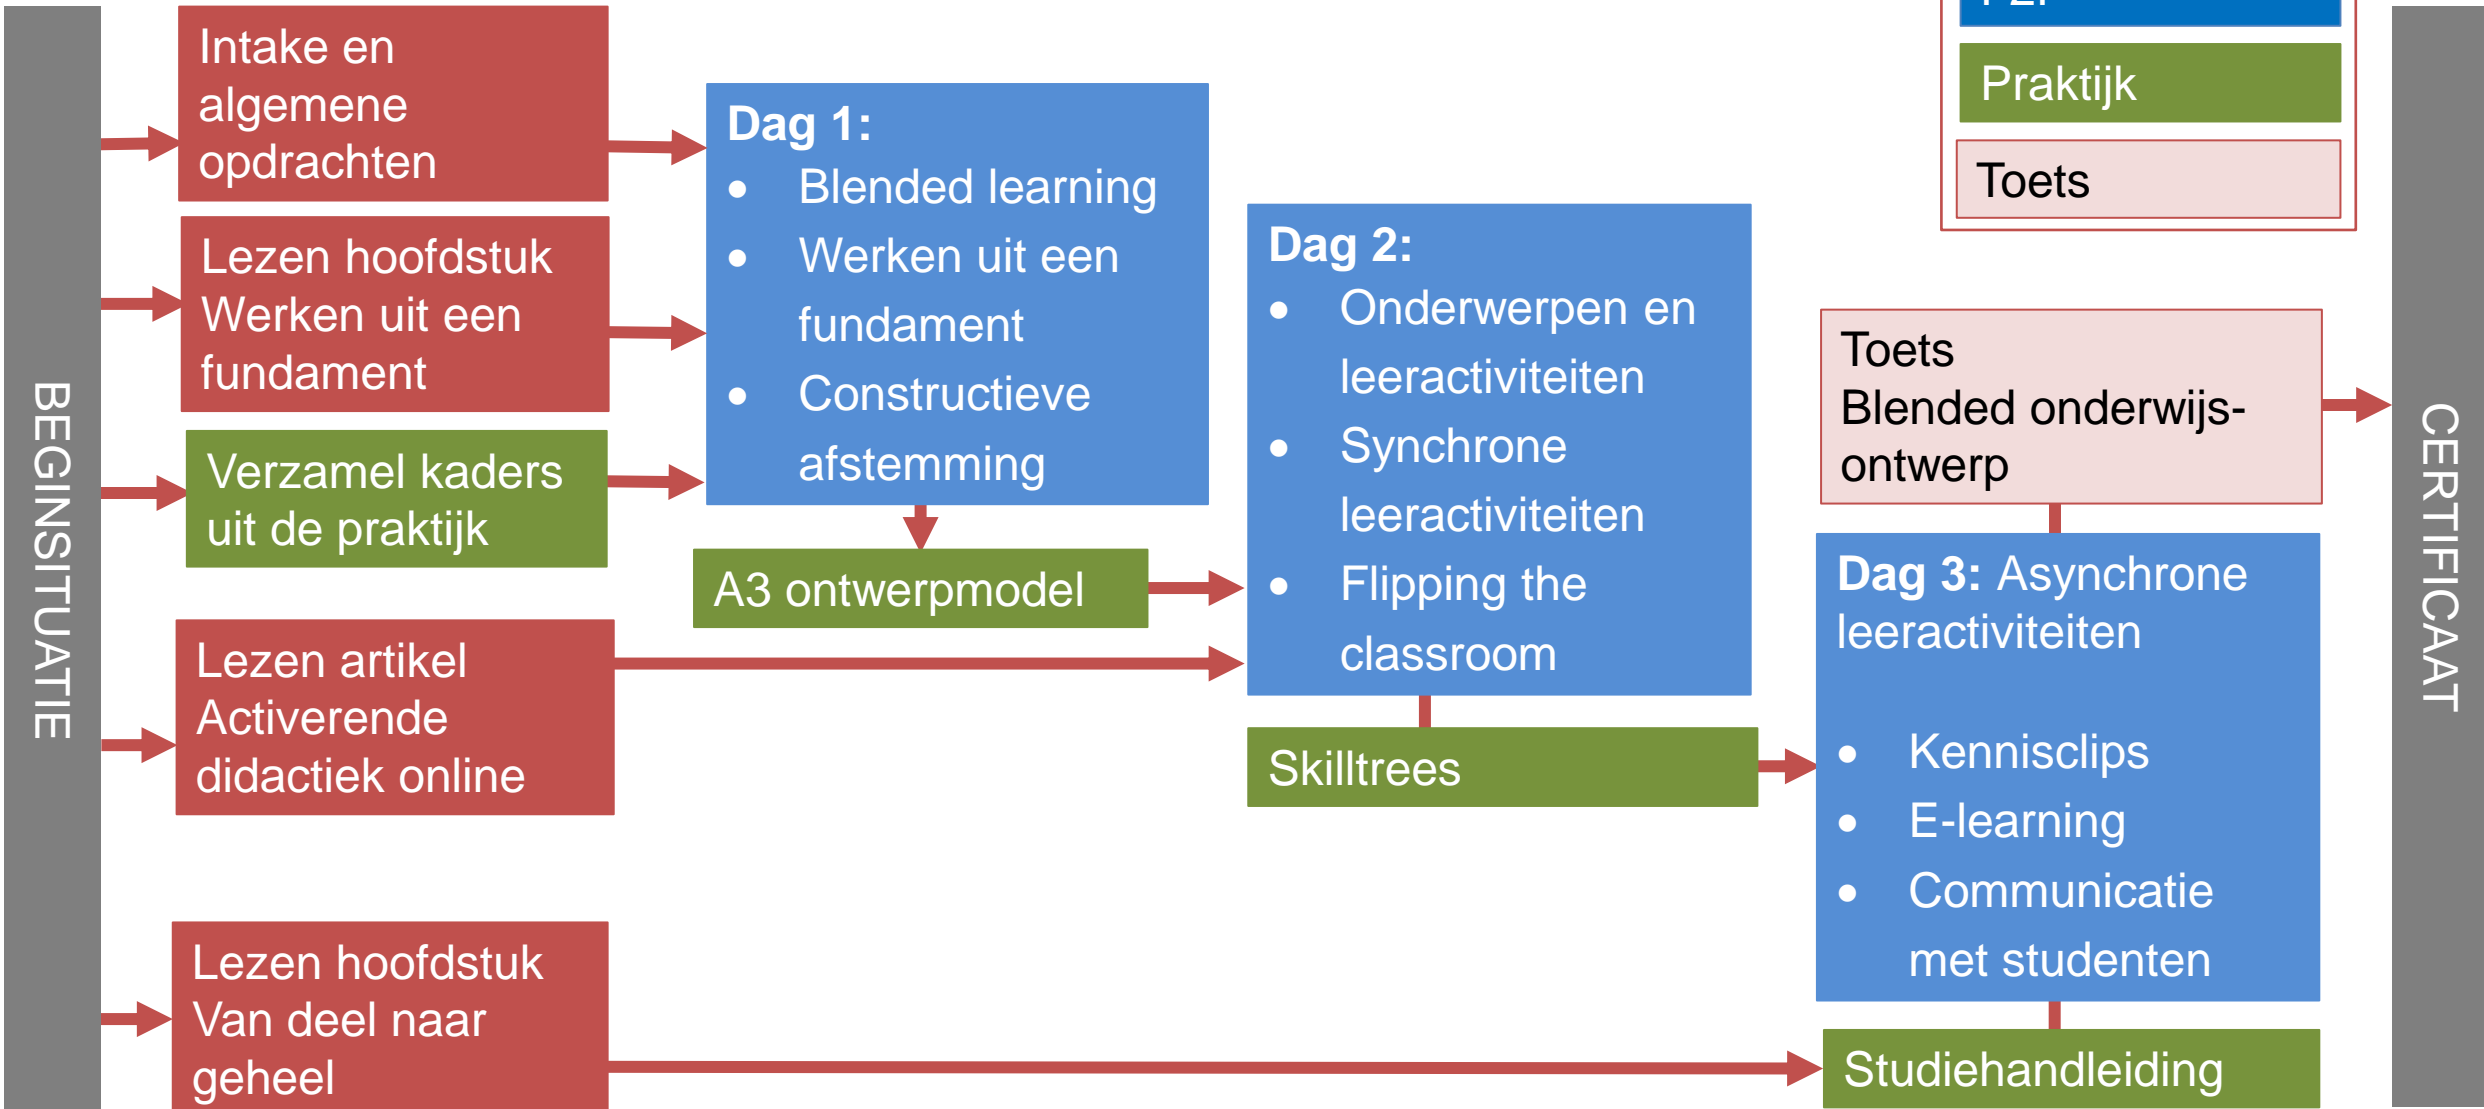 BEGINSITUATIE
Intake en
algemene
opdrachten
Lezen hoofdstuk
Werken uit een
fundament
Verzamel kaders
uit de praktijk
Lezen artikel
Activerende
didactiek online
Lezen hoofdstuk
Van deel naar
geheel
Dag 1:
• Blended learning
• Werken uit een
fundament
• Constructieve
afstemming
A3 ontwerpmodel
Dag 2:
• Onderwerpen en
leeractiviteiten
• Synchrone
leeractiviteiten
• Flipping the
classroom
Skilltrees
Praktijk
Toets
Toets
Blended onderwijs-
ontwerp
Dag 3: Asynchrone
leeractiviteiten
• Kennisclips
• E-learning
• Communicatie
met studenten
Studiehandleiding
CERTIFICAAT